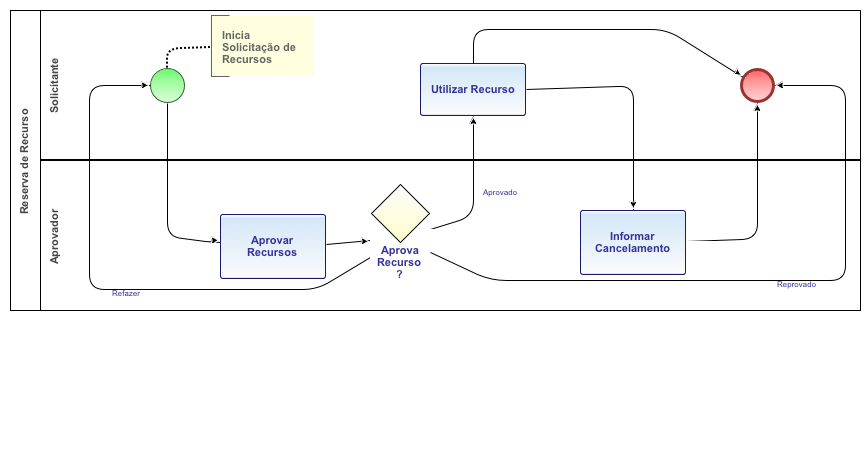 Reserva de Recurso
Solicitante
Inicia
Solicitação de
Recursos
Utilizar Recurso
Aprovador
Aprovar
Recursos
Aprova
Recurso
?
Aprovado
Informar
Cancelamento
Refazer
Reprovado